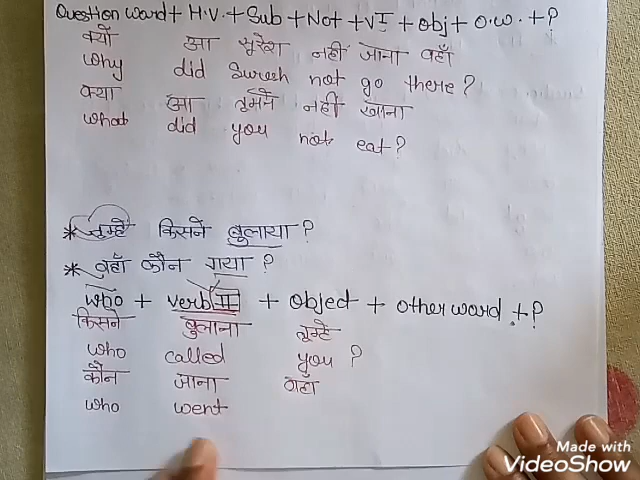 Question word + H.V. + Sub + Not + V I + obj + O.W. + ?
क्यों आ सुरेश नहीं जाना वहाँ
why did Suresh not go there?
क्या आ तुमने नहीं खाना
what did you not eat?
* तुम्हें किसने बुलाया ?
* वहाँ कौन गया ?
who + verb II + object + other word + ?
किसने बुलाना तुम्हें
who called you ?
कौन जाना वहाँ
who went
Made with
VideoShow